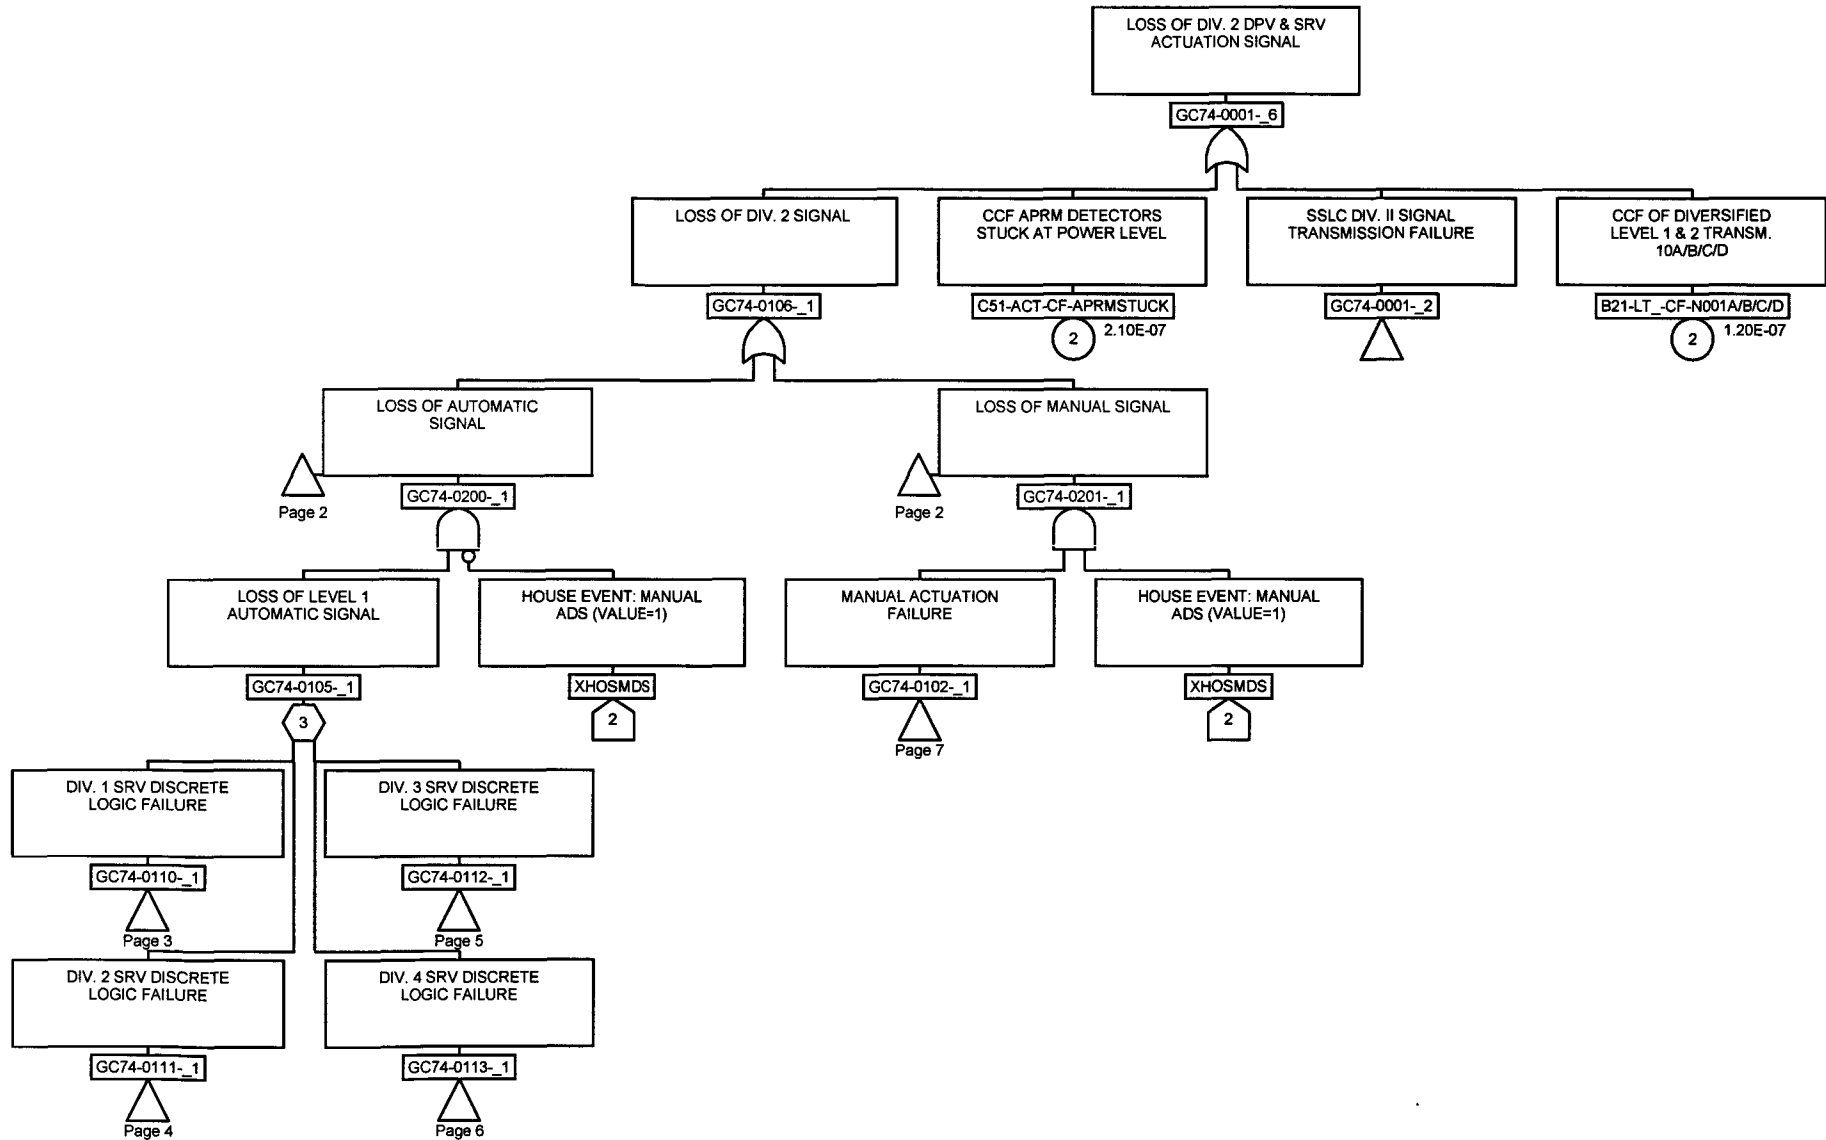 LOSS OF DIV. 2 DPV & SRV
ACTUATION SIGNAL
GC74-0001-_6
LOSS OF DIV. 2 SIGNAL
GC74-0106-_1
CCF APRM DETECTORS
STUCK AT POWER LEVEL
C51-ACT-CF-APRMSTUCK
2
2.10E-07
SSLC DIV. II SIGNAL
TRANSMISSION FAILURE
GC74-0001-_2
CCF OF DIVERSIFIED
LEVEL 1 & 2 TRANSM.
10A/B/C/D
B21-LT_-CF-N001A/B/C/D
2
1.20E-07
LOSS OF AUTOMATIC
SIGNAL
Page 2
GC74-0200-_1
LOSS OF MANUAL SIGNAL
Page 2
GC74-0201-_1
LOSS OF LEVEL 1
AUTOMATIC SIGNAL
GC74-0105-_1
3
HOUSE EVENT: MANUAL
ADS (VALUE=1)
XHOSMDS
2
MANUAL ACTUATION
FAILURE
GC74-0102-_1
Page 7
HOUSE EVENT: MANUAL
ADS (VALUE=1)
XHOSMDS
2
DIV. 1 SRV DISCRETE
LOGIC FAILURE
GC74-0110-_1
Page 3
DIV. 3 SRV DISCRETE
LOGIC FAILURE
GC74-0112-_1
Page 5
DIV. 2 SRV DISCRETE
LOGIC FAILURE
GC74-0111-_1
Page 4
DIV. 4 SRV DISCRETE
LOGIC FAILURE
GC74-0113-_1
Page 6